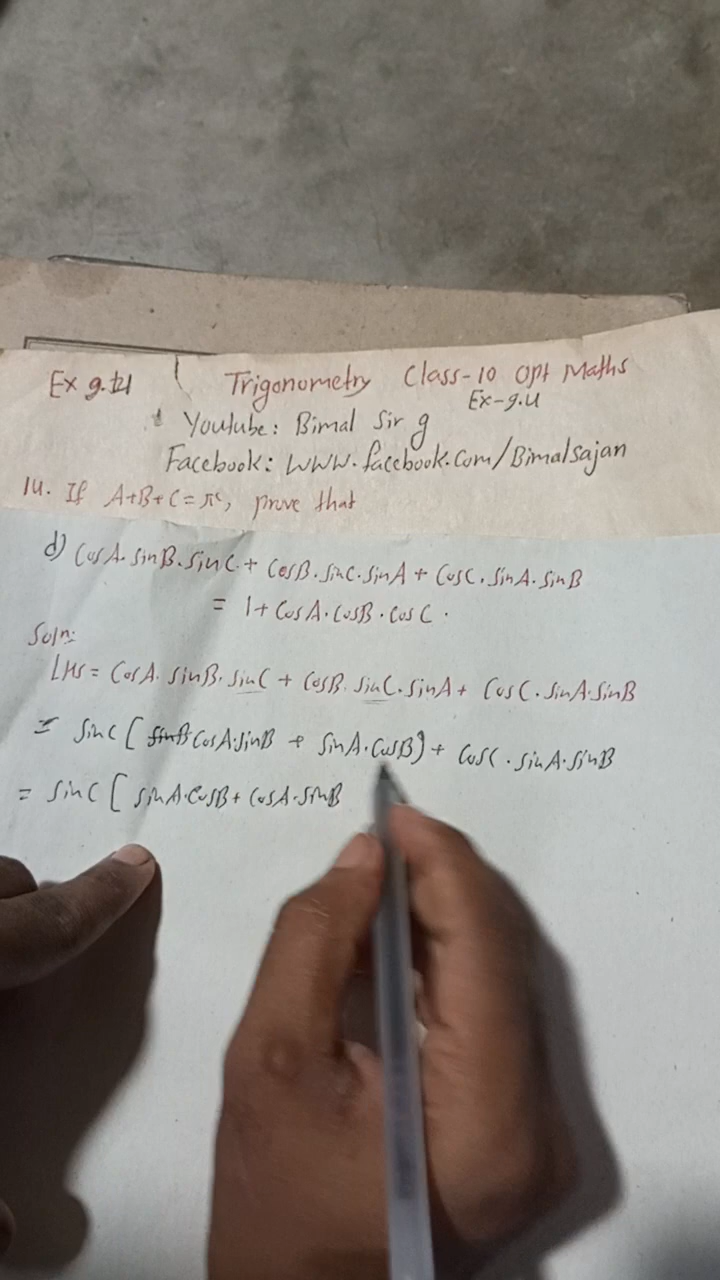 Ex 9.4 Trigonometry Class-10 Opt Maths
Ex-9.4
Youtube: Bimal Sir g
Facebook: WWW.facebook.com/Bimalsajan
14. If A+B+C = πᶜ, prove that
d) CosA. sinB. sinC + CosB. sinC. sinA + CosC. sinA. sinB
= 1 + CosA. CosB. CosC.
Soln:
LHS = CosA. sinB. sinC + CosB. sinC. sinA + CosC. sinA. sinB
= sinC [ CosA. sinB + sinA. CosB ] + CosC . sinA. sinB
= sinC [ sinA. CosB + CosA. sinB